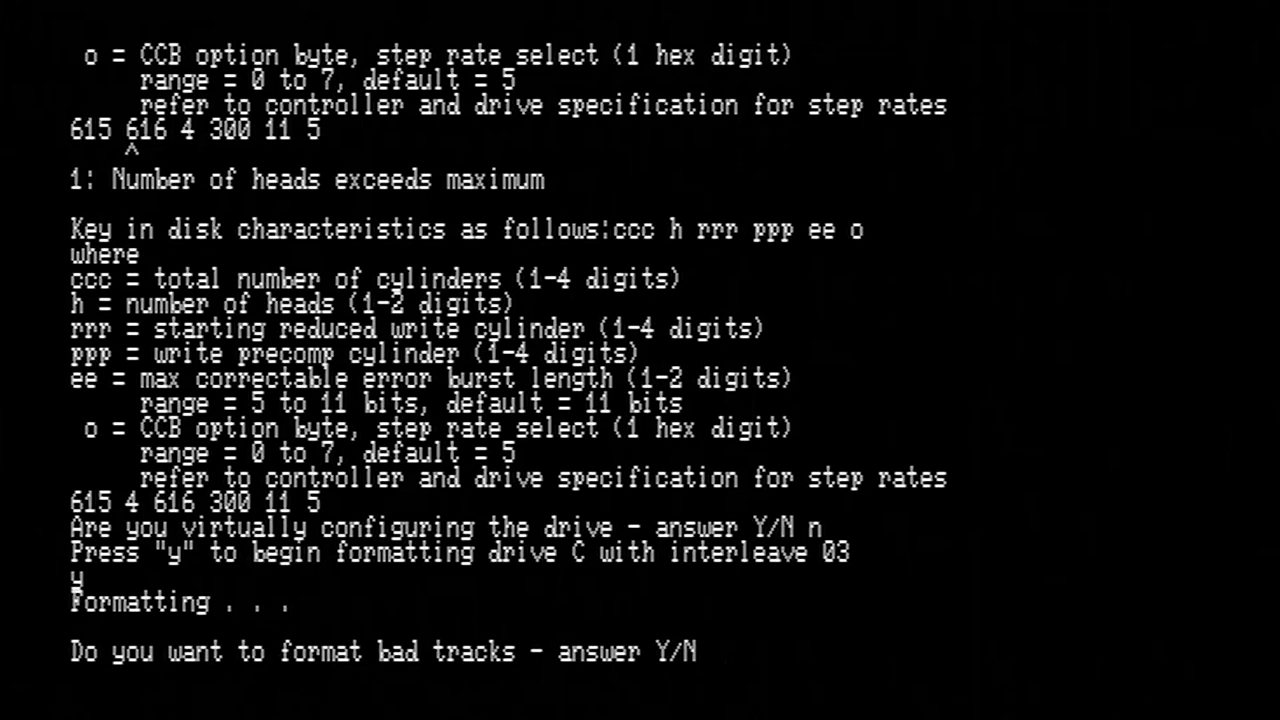 o = CCB option byte, step rate select (1 hex digit)
range = 0 to 7, default = 5
refer to controller and drive specification for step rates
615 616 4 300 11 5
^
1: Number of heads exceeds maximum
Key in disk characteristics as follows:ccc h rrr ppp ee o
where
ccc = total number of cylinders (1-4 digits)
h = number of heads (1-2 digits)
rrr = starting reduced write cylinder (1-4 digits)
ppp = write precomp cylinder (1-4 digits)
ee = max correctable error burst length (1-2 digits)
range = 5 to 11 bits, default = 11 bits
o = CCB option byte, step rate select (1 hex digit)
range = 0 to 7, default = 5
refer to controller and drive specification for step rates
615 4 616 300 11 5
Are you virtually configuring the drive - answer Y/N n
Press "y" to begin formatting drive C with interleave 03
y
Formatting . . .
Do you want to format bad tracks - answer Y/N